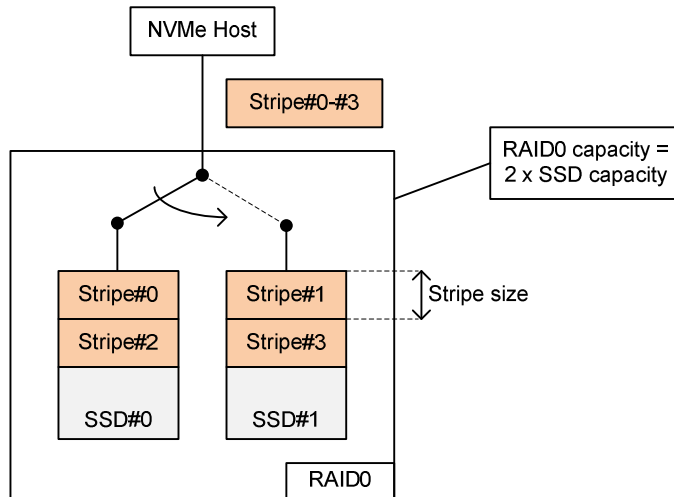 NVMe Host
Stripe#0-#3
RAID0 capacity =
2 x SSD capacity
Stripe#0
Stripe#1
Stripe size
Stripe#2
Stripe#3
SSD#0
SSD#1
RAID0